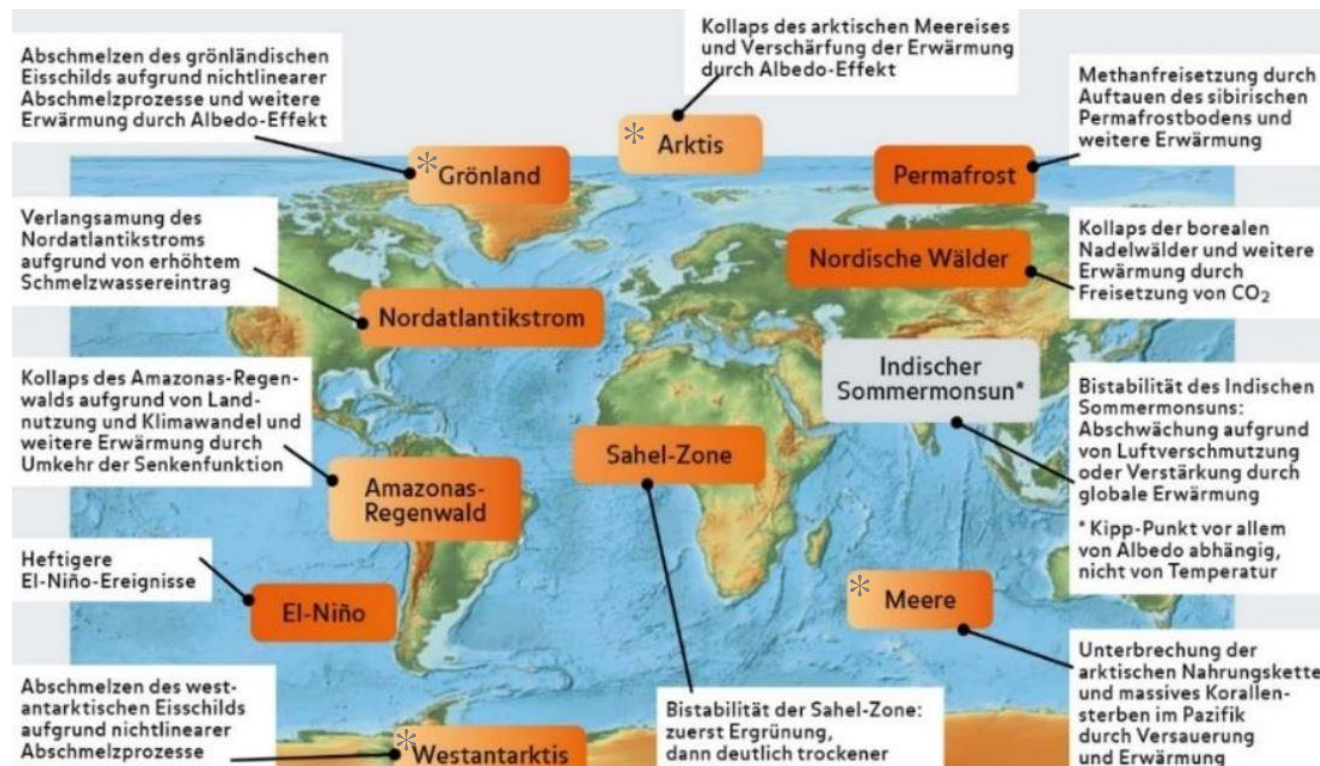 Abschmelzen des grönländischen
Eisschilds aufgrund nichtlinearer
Abschmelzprozesse und weitere
Erwärmung durch Albedo-Effekt
Kollaps des arktischen Meereises
und Verschärfung der Erwärmung
durch Albedo-Effekt
Methanfreisetzung durch
Auftauen des sibirischen
Permafrostbodens und
weitere Erwärmung
* Arktis
* Grönland
Permafrost
Verlangsamung des
Nordatlantikstroms
aufgrund von erhöhtem
Schmelzwassereintrag
Nordische Wälder
Kollaps der borealen
Nadelwälder und weitere
Erwärmung durch
Freisetzung von CO₂
Nordatlantikstrom
Indischer
Sommermonsun*
Kollaps des Amazonas-Regen-
walds aufgrund von Land-
nutzung und Klimawandel und
weitere Erwärmung durch
Umkehr der Senkenfunktion
Bistabilität des Indischen
Sommermonsuns:
Abschwächung aufgrund
von Luftverschmutzung
oder Verstärkung durch
globale Erwärmung
* Kipp-Punkt vor allem
von Albedo abhängig,
nicht von Temperatur
Sahel-Zone
Amazonas-
Regenwald
Heftigere
El-Niño-Ereignisse
El-Niño
* Meere
Abschmelzen des west-
antarktischen Eisschilds
aufgrund nichtlinearer
Abschmelzprozesse
* Westantarktis
Bistabilität der Sahel-Zone:
zuerst Ergrünung,
dann deutlich trockener
Unterbrechung der
arktischen Nahrungskette
und massives Korallen-
sterben im Pazifik
durch Versauerung
und Erwärmung